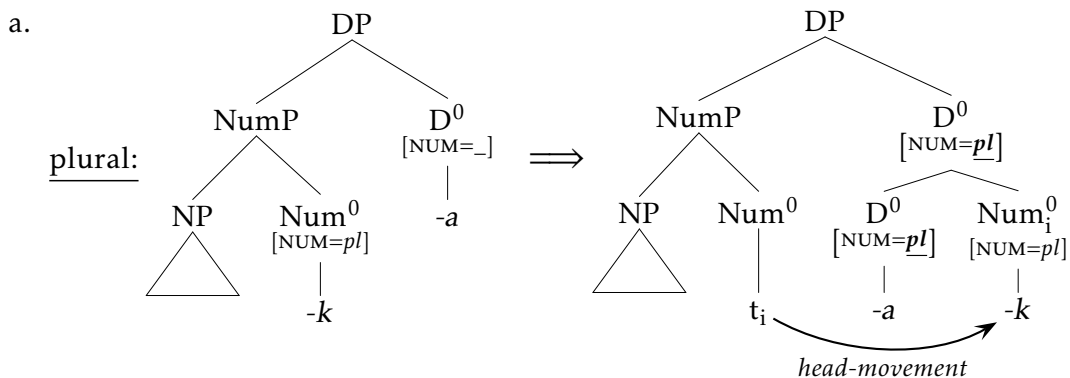 a.
DP DP
NumP D⁰ NumP D⁰
plural: [NUM=_] ⟹ [NUM=pl]
NP Num⁰ -a NP Num⁰ D⁰ Num⁰ᵢ
[NUM=pl] [NUM=pl] [NUM=pl]
-k tᵢ -a -k
head-movement